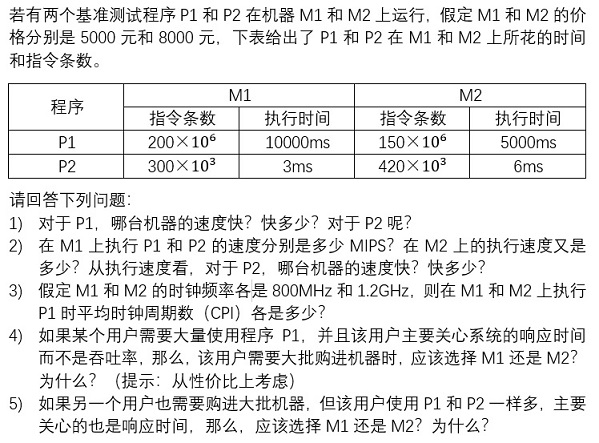 若有两个基准测试程序 P1 和 P2 在机器 M1 和 M2 上运行，假定 M1 和 M2 的价
格分别是 5000 元和 8000 元，下表给出了 P1 和 P2 在 M1 和 M2 上所花的时间
和指令条数。
程序 M1 M2
指令条数 执行时间 指令条数 执行时间
P1 200×10⁶ 10000ms 150×10⁶ 5000ms
P2 300×10³ 3ms 420×10³ 6ms
请回答下列问题：
1) 对于 P1，哪台机器的速度快？快多少？对于 P2 呢？
2) 在 M1 上执行 P1 和 P2 的速度分别是多少 MIPS？在 M2 上的执行速度又是
多少？从执行速度看，对于 P2，哪台机器的速度快？快多少？
3) 假定 M1 和 M2 的时钟频率各是 800MHz 和 1.2GHz，则在 M1 和 M2 上执行
P1 时平均时钟周期数（CPI）各是多少？
4) 如果某个用户需要大量使用程序 P1，并且该用户主要关心系统的响应时间
而不是吞吐率，那么，该用户需要大批购进机器时，应该选择 M1 还是 M2？
为什么？（提示：从性价比上考虑）
5) 如果另一个用户也需要购进大批机器，但该用户使用 P1 和 P2 一样多，主要
关心的也是响应时间，那么，应该选择 M1 还是 M2？为什么？